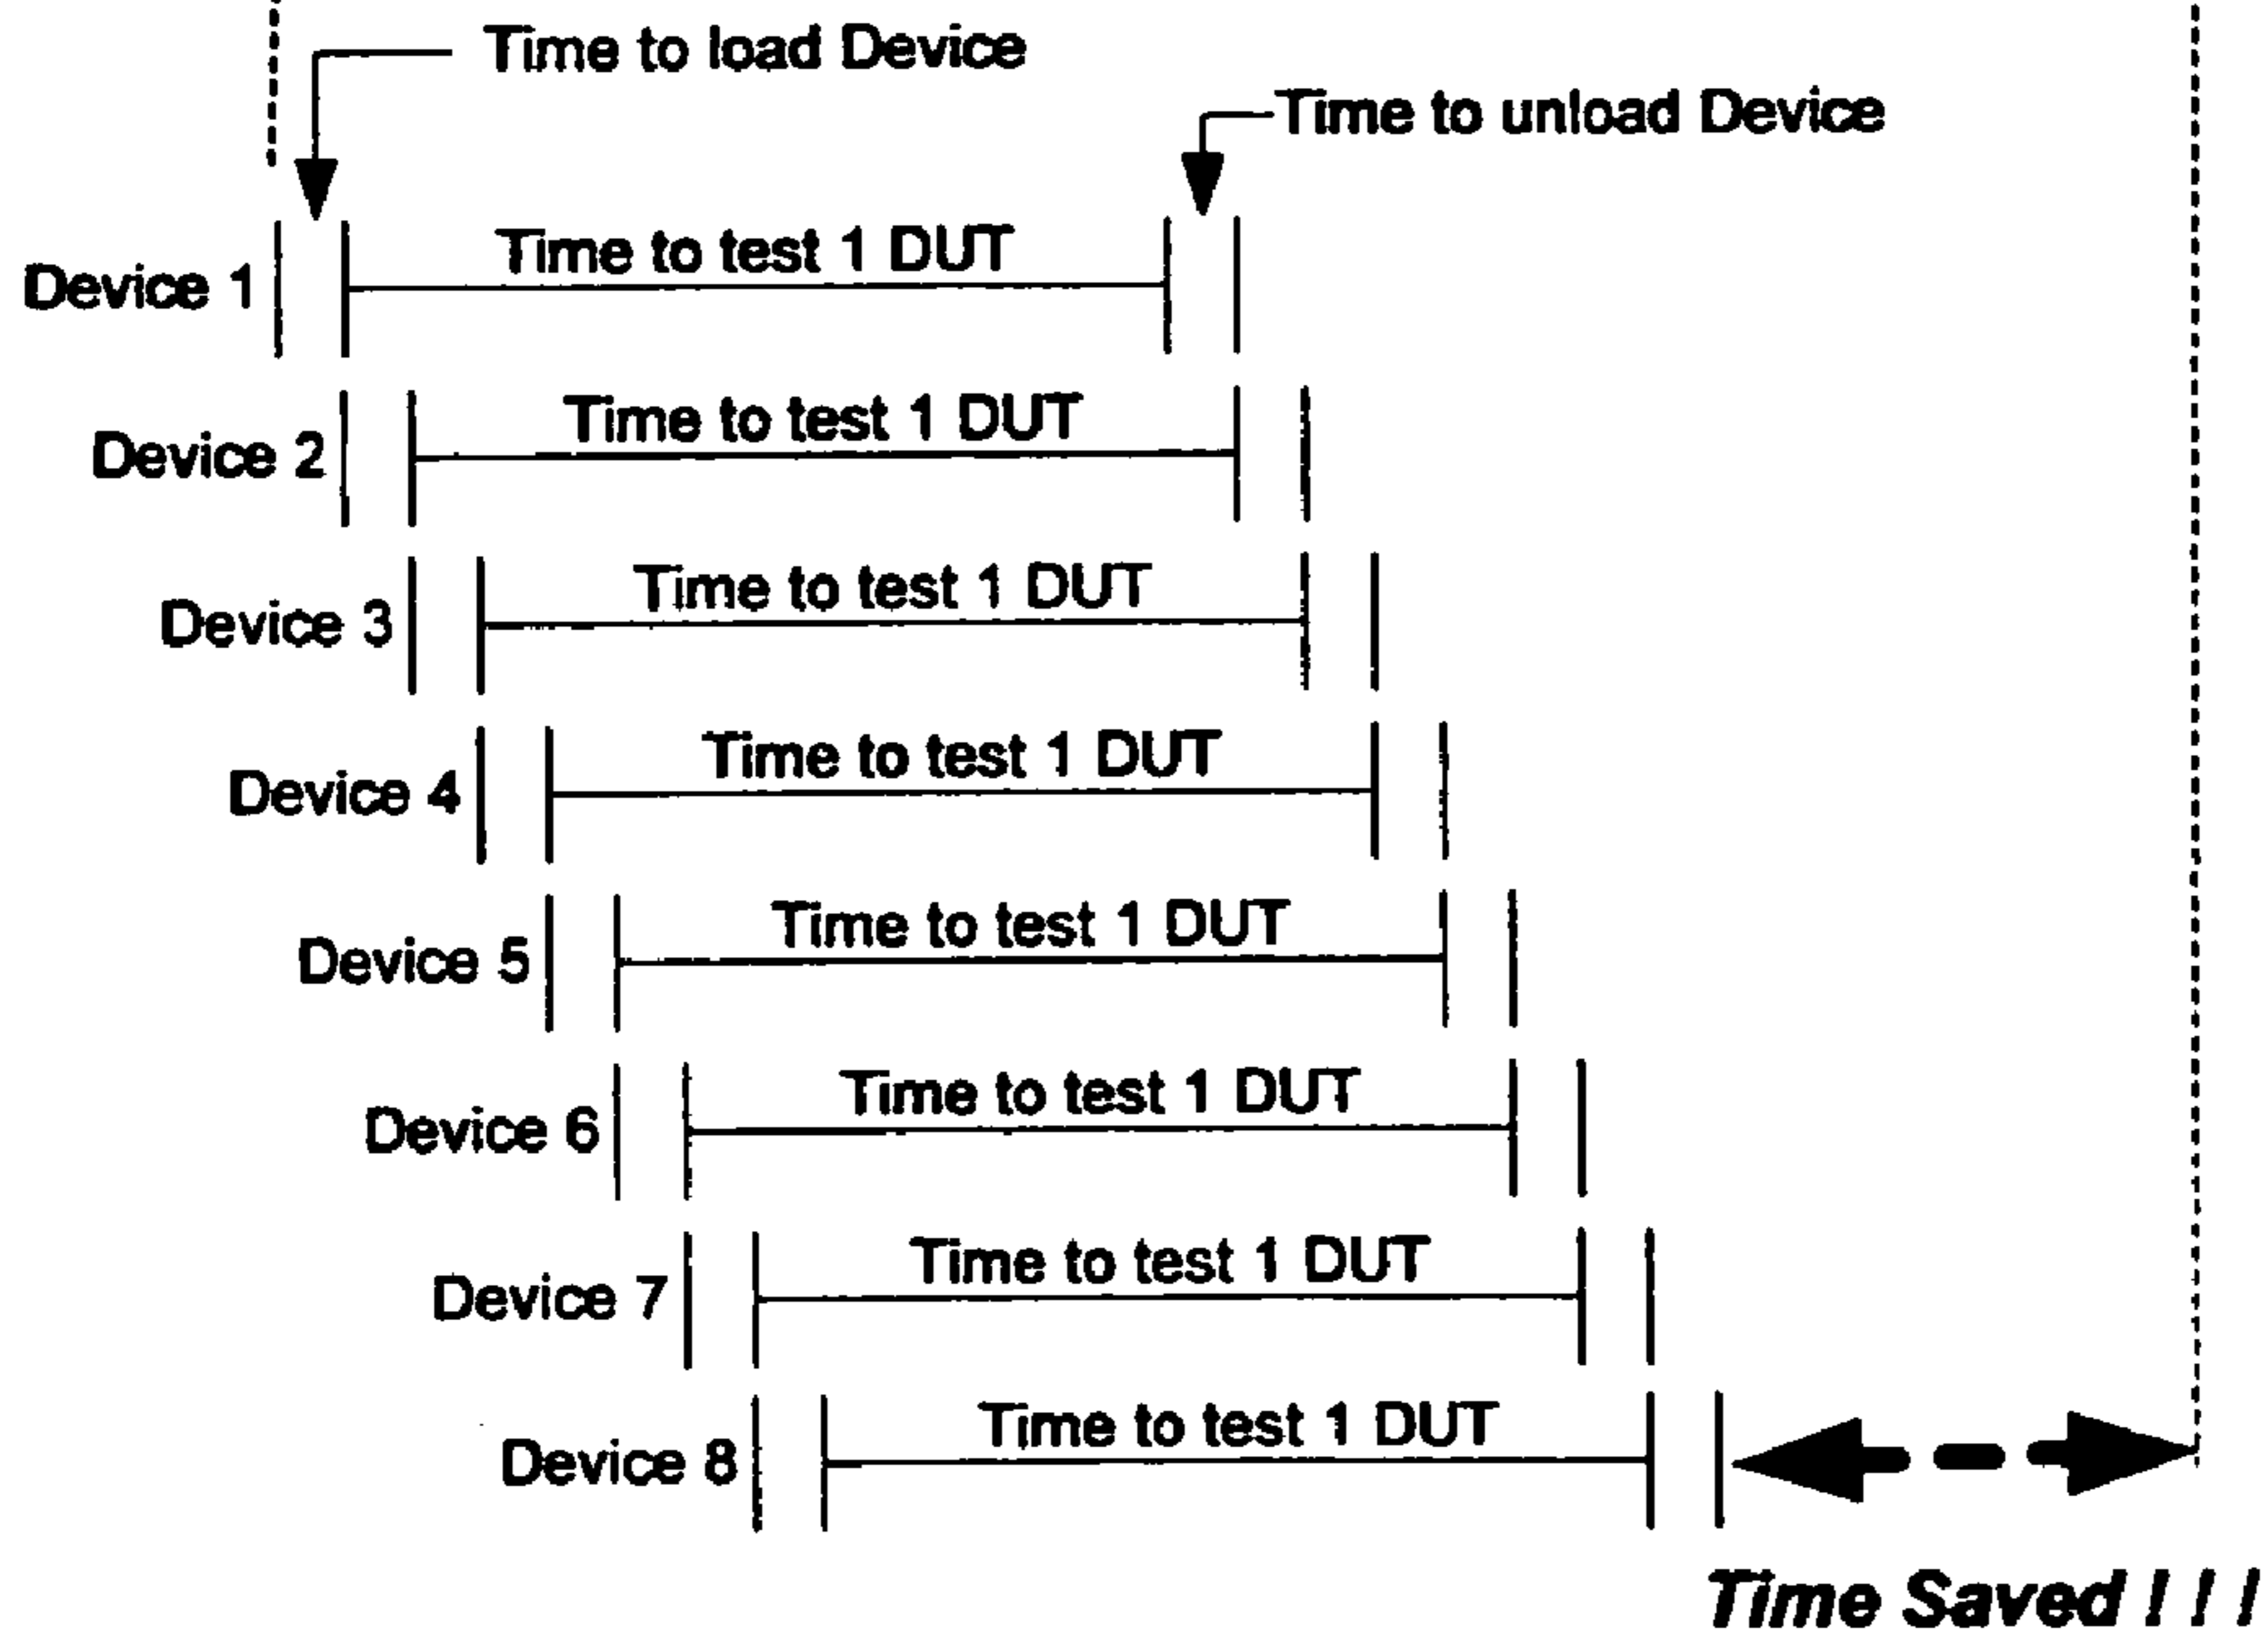 Time to load Device
Time to unload Device
Time to test 1 DUT
Device 1
Time to test 1 DUT
Device 2
Time to test 1 DUT
Device 3
Time to test 1 DUT
Device 4
Time to test 1 DUT
Device 5
Time to test 1 DUT
Device 6
Time to test 1 DUT
Device 7
Time to test 1 DUT
Device 8
Time Saved ! ! !